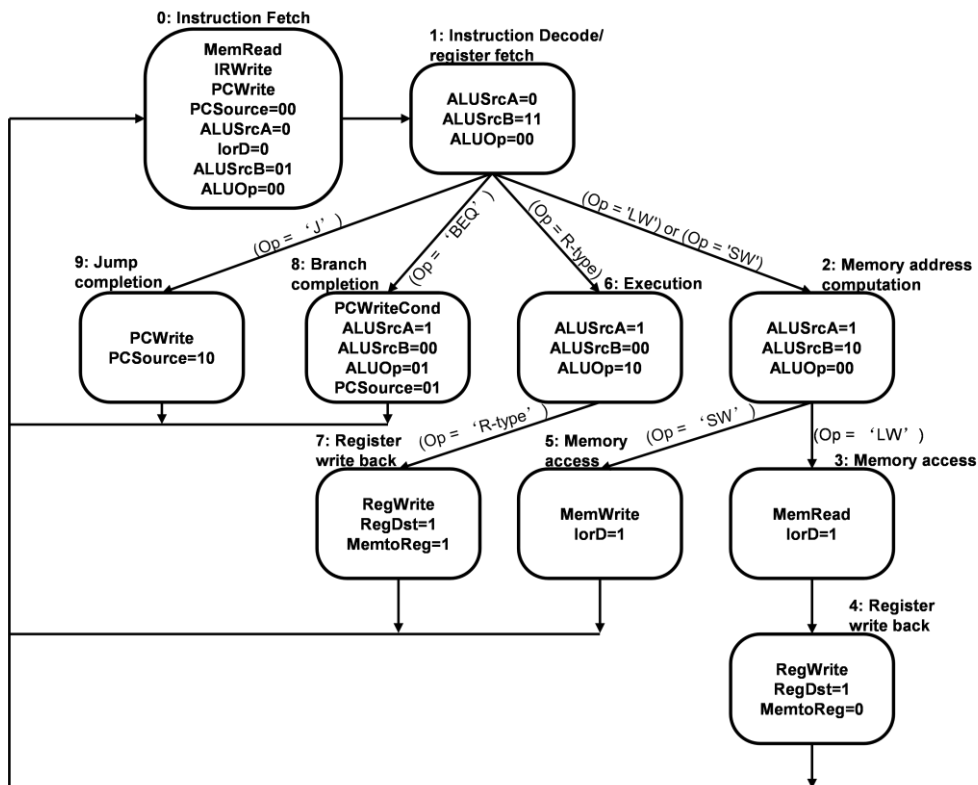 0: Instruction Fetch
MemRead
IRWrite
PCWrite
PCSource=00
ALUSrcA=0
IorD=0
ALUSrcB=01
ALUOp=00
1: Instruction Decode/
register fetch
ALUSrcA=0
ALUSrcB=11
ALUOp=00
(Op = ‘J’)
(Op = ‘BEQ’)
(Op = R-type)
(Op = 'LW') or (Op = 'SW')
9: Jump
completion
PCWrite
PCSource=10
8: Branch
completion
PCWriteCond
ALUSrcA=1
ALUSrcB=00
ALUOp=01
PCSource=01
6: Execution
ALUSrcA=1
ALUSrcB=00
ALUOp=10
2: Memory address
computation
ALUSrcA=1
ALUSrcB=10
ALUOp=00
(Op = ‘R-type’)
(Op = ‘SW’)
(Op = ‘LW’)
7: Register
write back
RegWrite
RegDst=1
MemtoReg=1
5: Memory
access
MemWrite
IorD=1
3: Memory access
MemRead
IorD=1
4: Register
write back
RegWrite
RegDst=1
MemtoReg=0